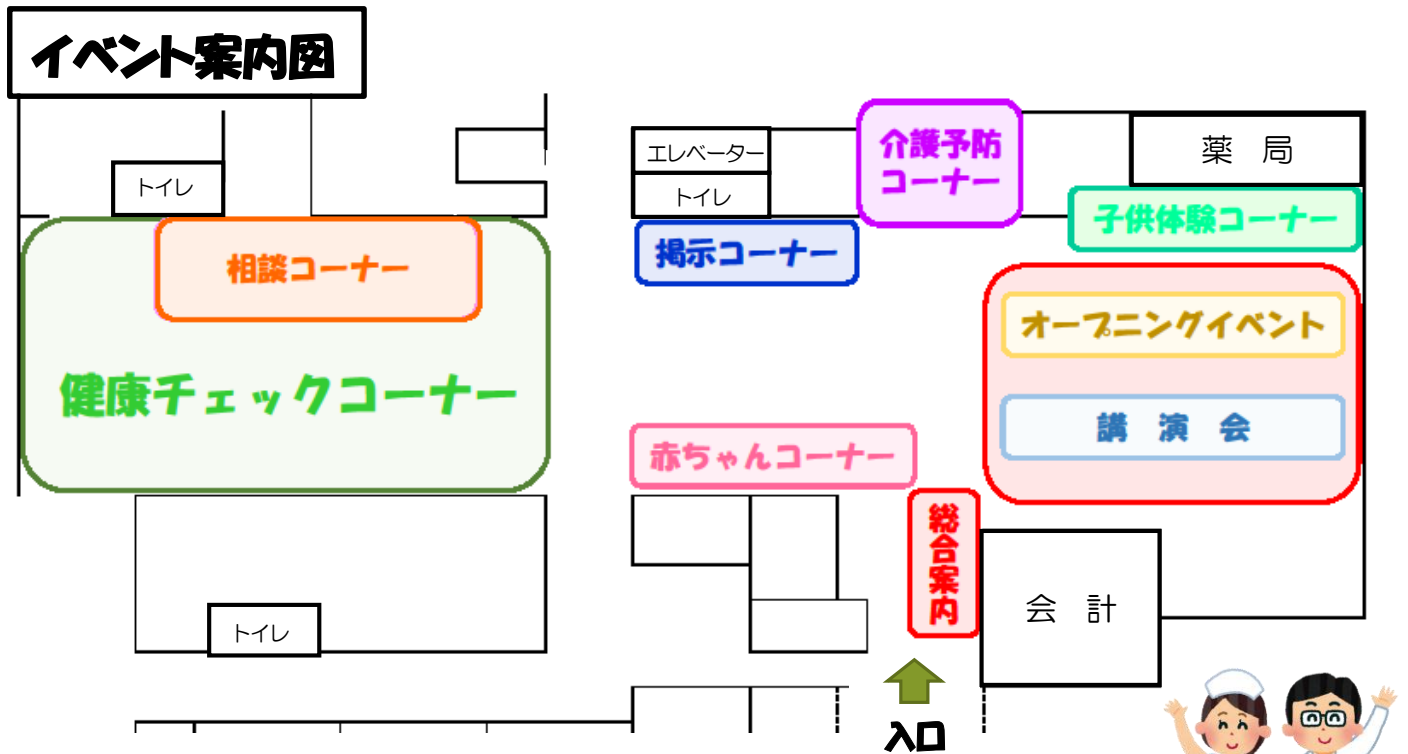 イベント案内図
エレベーター
トイレ
介護予防
コーナー
薬　局
トイレ
子供体験コーナー
掲示コーナー
相談コーナー
オープニングイベント
健康チェックコーナー
講　演　会
赤ちゃんコーナー
総合案内
会　計
トイレ
入口